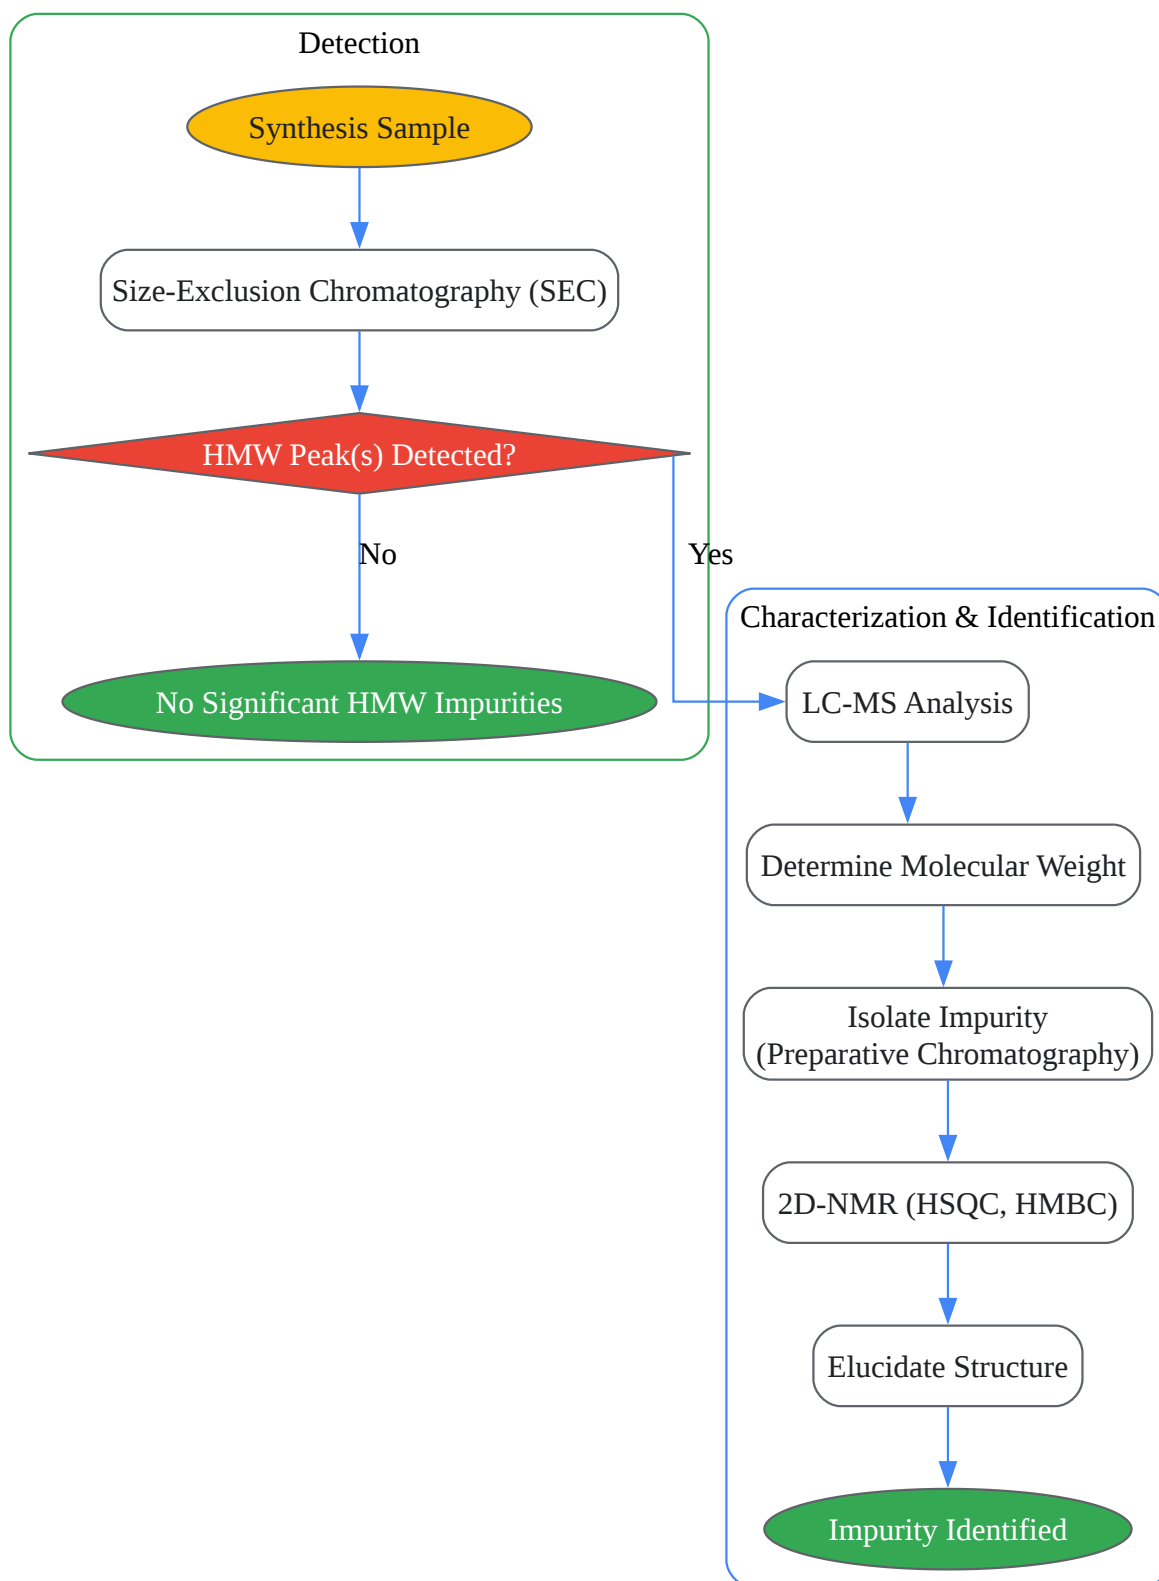 Detection
Synthesis Sample
Size-Exclusion Chromatography (SEC)
HMW Peak(s) Detected?
No
Yes
No Significant HMW Impurities
Characterization & Identification
LC-MS Analysis
Determine Molecular Weight
Isolate Impurity
(Preparative Chromatography)
2D-NMR (HSQC, HMBC)
Elucidate Structure
Impurity Identified